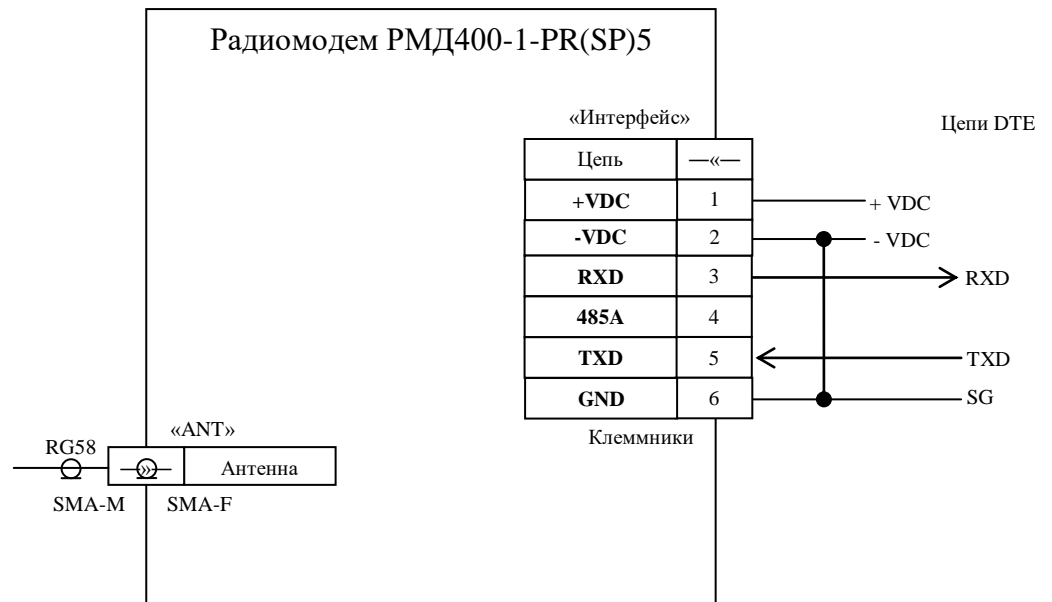 Радиомодем РМД400-1-PR(SP)5
«Интерфейс»
Цепи DTE
Цепь —«—
+VDC 1 + VDC
-VDC 2 - VDC
RXD 3 RXD
485A 4
TXD 5 TXD
GND 6 SG
Клеммники
«ANT»
RG58
—»— Антенна
SMA-M SMA-F